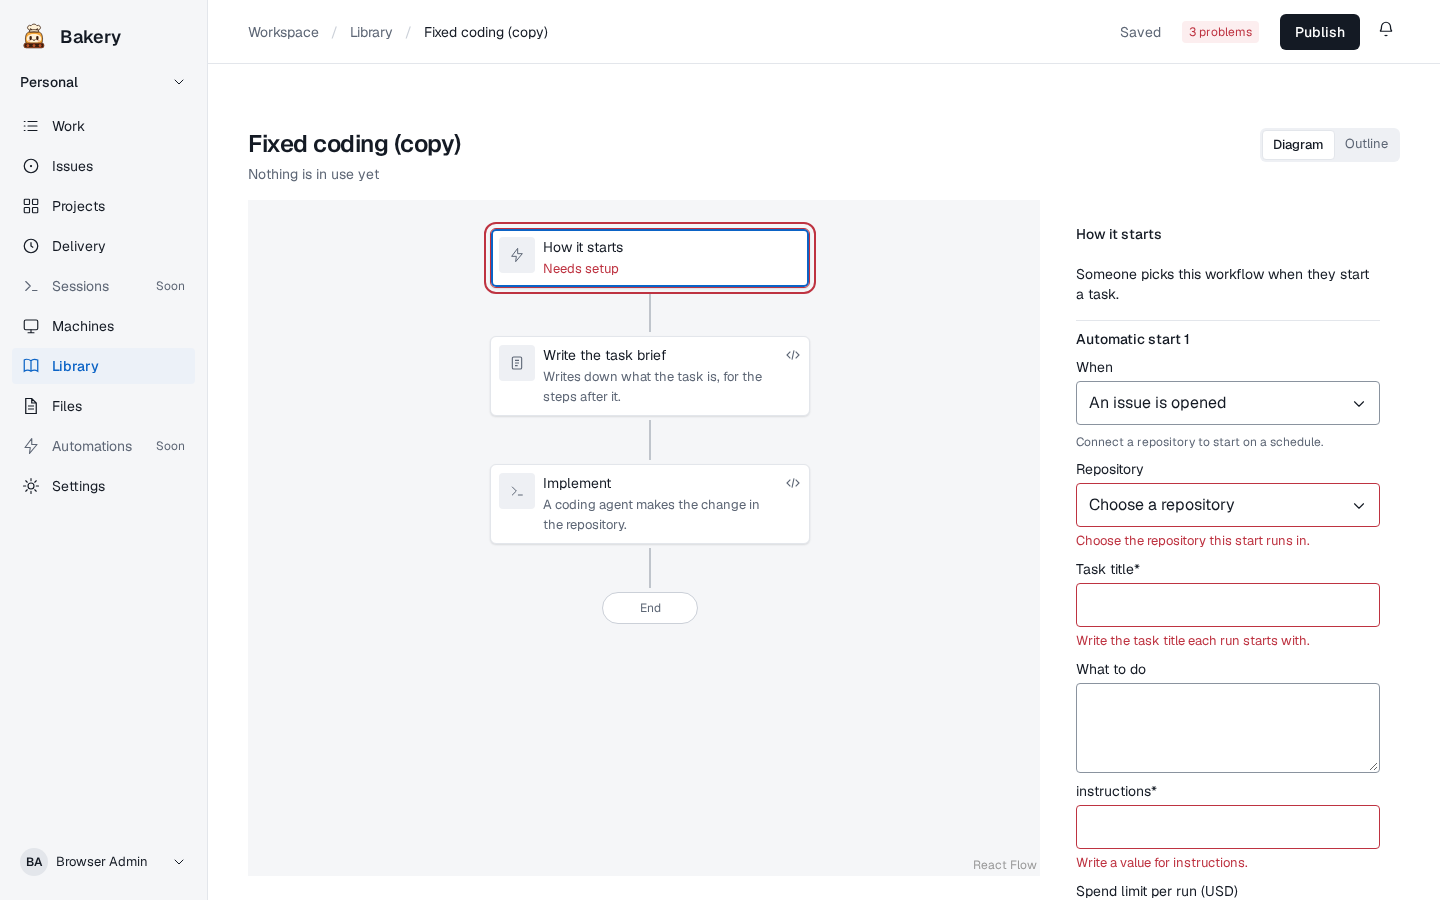 Bakery
Personal
Work
Issues
Projects
Delivery
Sessions Soon
Machines
Library
Files
Automations Soon
Settings
BA Browser Admin
Workspace / Library / Fixed coding (copy)
Saved
3 problems
Publish
Fixed coding (copy)
Nothing is in use yet
Diagram
Outline
How it starts
Needs setup
Write the task brief
Writes down what the task is, for the
steps after it.
Implement
A coding agent makes the change in
the repository.
End
React Flow
How it starts
Someone picks this workflow when they start
a task.
Automatic start 1
When
An issue is opened
Connect a repository to start on a schedule.
Repository
Choose a repository
Choose the repository this start runs in.
Task title*
Write the task title each run starts with.
What to do
instructions*
Write a value for instructions.
Spend limit per run (USD)